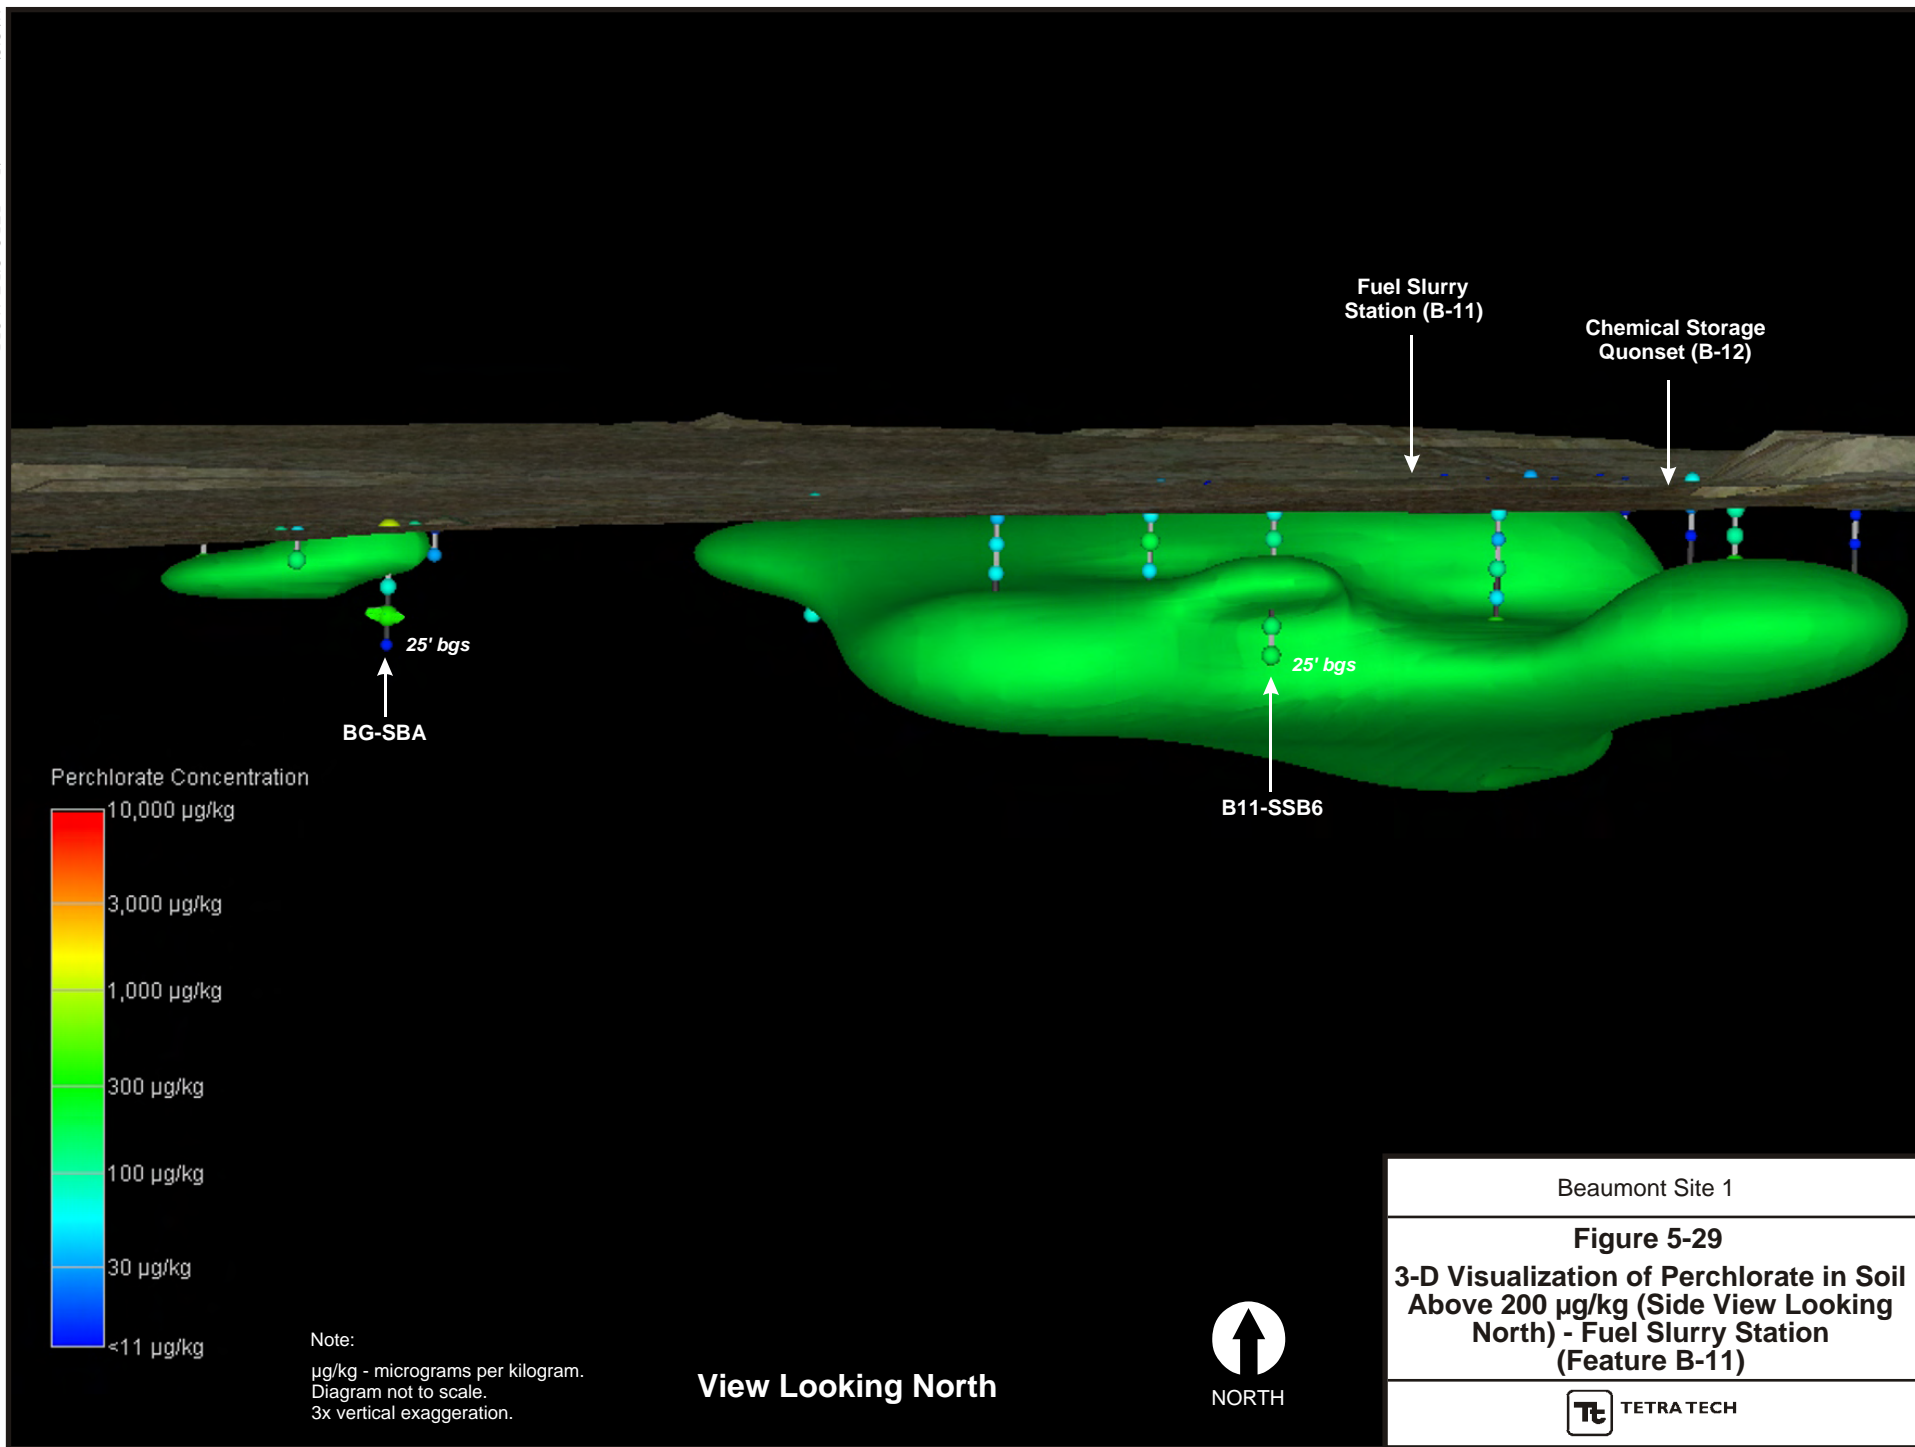 Fuel Slurry
Station (B-11)
Chemical Storage
Quonset (B-12)
25' bgs
BG-SBA
25' bgs
B11-SSB6
Perchlorate Concentration
10,000 µg/kg
3,000 µg/kg
1,000 µg/kg
300 µg/kg
100 µg/kg
30 µg/kg
<11 µg/kg
Note:
µg/kg - micrograms per kilogram.
Diagram not to scale.
3x vertical exaggeration.
View Looking North
NORTH
Beaumont Site 1
Figure 5-29
3-D Visualization of Perchlorate in Soil
Above 200 µg/kg (Side View Looking
North) - Fuel Slurry Station
(Feature B-11)
Tt TETRA TECH